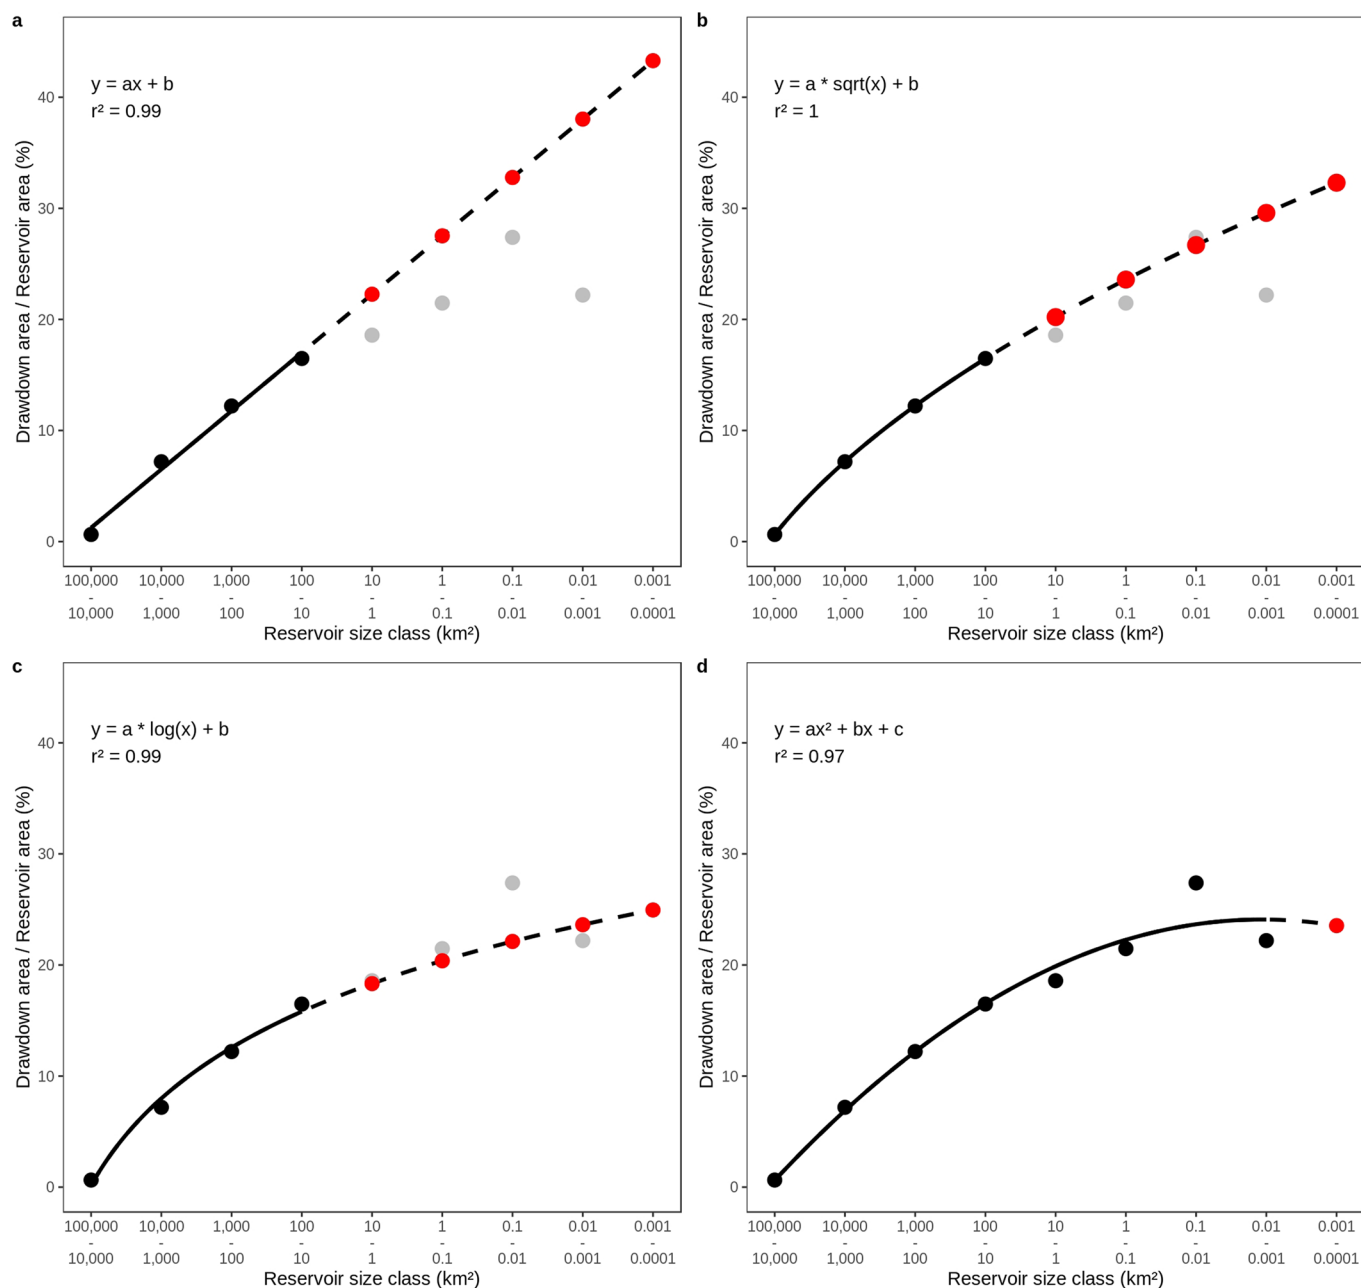 a
y = ax + b
r² = 0.99
Drawdown area / Reservoir area (%)
40
30
20
10
0
100,000 10,000 1,000 100 10 1 0.1 0.01 0.001
- - - - - - - - -
10,000 1,000 100 10 1 0.1 0.01 0.001 0.0001
Reservoir size class (km²)
b
y = a * sqrt(x) + b
r² = 1
Drawdown area / Reservoir area (%)
40
30
20
10
0
100,000 10,000 1,000 100 10 1 0.1 0.01 0.001
- - - - - - - - -
10,000 1,000 100 10 1 0.1 0.01 0.001 0.0001
Reservoir size class (km²)
c
y = a * log(x) + b
r² = 0.99
Drawdown area / Reservoir area (%)
40
30
20
10
0
100,000 10,000 1,000 100 10 1 0.1 0.01 0.001
- - - - - - - - -
10,000 1,000 100 10 1 0.1 0.01 0.001 0.0001
Reservoir size class (km²)
d
y = ax² + bx + c
r² = 0.97
Drawdown area / Reservoir area (%)
40
30
20
10
0
100,000 10,000 1,000 100 10 1 0.1 0.01 0.001
- - - - - - - - -
10,000 1,000 100 10 1 0.1 0.01 0.001 0.0001
Reservoir size class (km²)